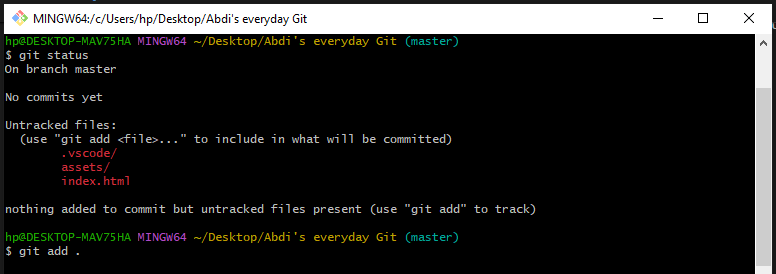 MINGW64:/c/Users/hp/Desktop/Abdi's everyday Git
hp@DESKTOP-MAV75HA MINGW64 ~/Desktop/Abdi's everyday Git (master)
$ git status
On branch master
No commits yet
Untracked files:
(use "git add <file>..." to include in what will be committed)
.vscode/
assets/
index.html
nothing added to commit but untracked files present (use "git add" to track)
hp@DESKTOP-MAV75HA MINGW64 ~/Desktop/Abdi's everyday Git (master)
$ git add .